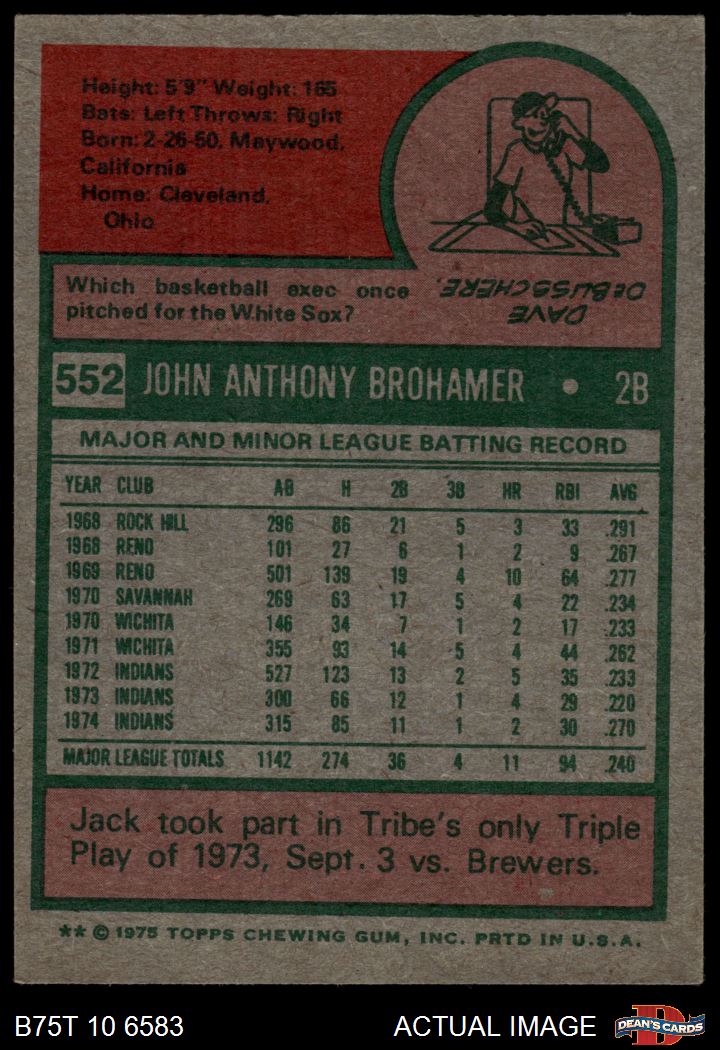 Height: 5'9" Weight: 165
Bats: Left Throws: Right
Born: 2-26-50, Maywood,
California
Home: Cleveland,
Ohio
Which basketball exec once
pitched for the White Sox?
DAVE
DeBUSSCHERE.
552 JOHN ANTHONY BROHAMER • 2B
MAJOR AND MINOR LEAGUE BATTING RECORD
YEAR CLUB AB H 2B 3B HR RBI AVG
1968 ROCK HILL 296 86 21 5 3 33 .291
1968 RENO 101 27 6 1 2 9 .267
1969 RENO 501 139 19 4 10 64 .277
1970 SAVANNAH 269 63 17 5 4 22 .234
1970 WICHITA 146 34 7 1 2 17 .233
1971 WICHITA 355 93 14 5 4 44 .262
1972 INDIANS 527 123 13 2 5 35 .233
1973 INDIANS 300 66 12 1 4 29 .220
1974 INDIANS 315 85 11 1 2 30 .270
MAJOR LEAGUE TOTALS 1142 274 36 4 11 94 .240
Jack took part in Tribe's only Triple
Play of 1973, Sept. 3 vs. Brewers.
** © 1975 TOPPS CHEWING GUM, INC. PRTD IN U.S.A.
B75T 10 6583 ACTUAL IMAGE D DEAN'S CARDS